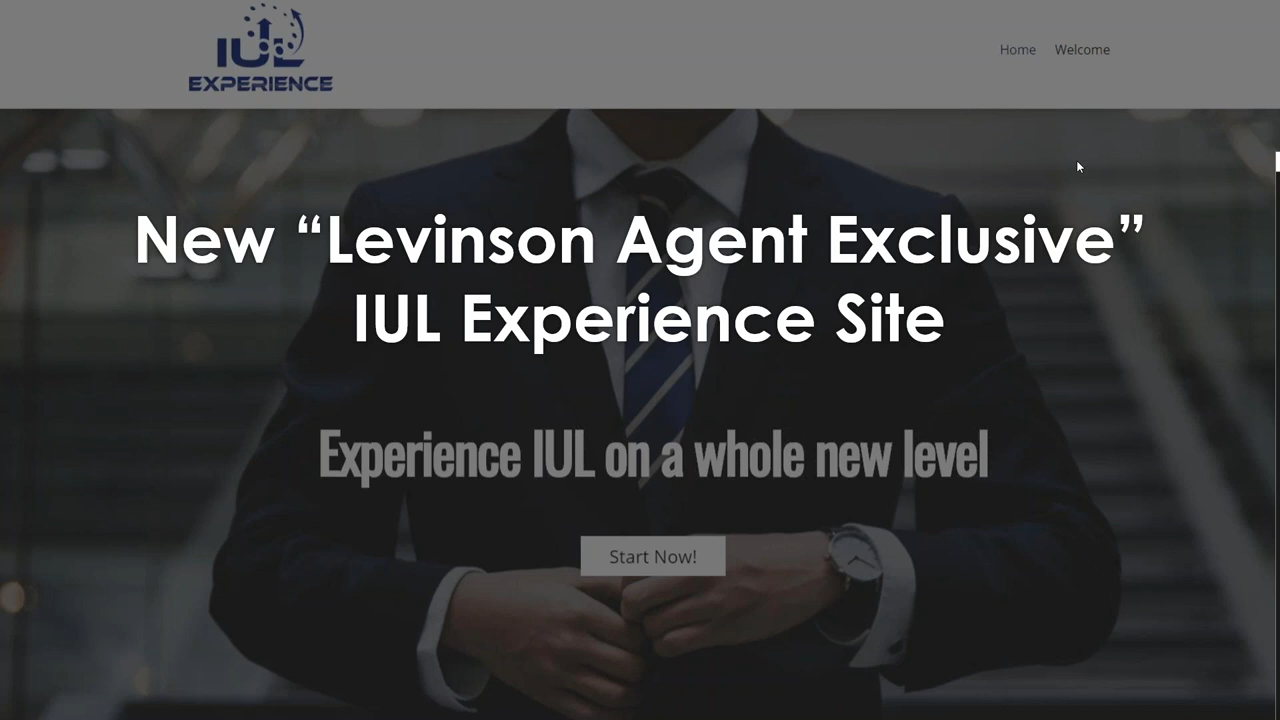 IUL
EXPERIENCE
Home Welcome
New “Levinson Agent Exclusive”
IUL Experience Site
Experience IUL on a whole new level
Start Now!